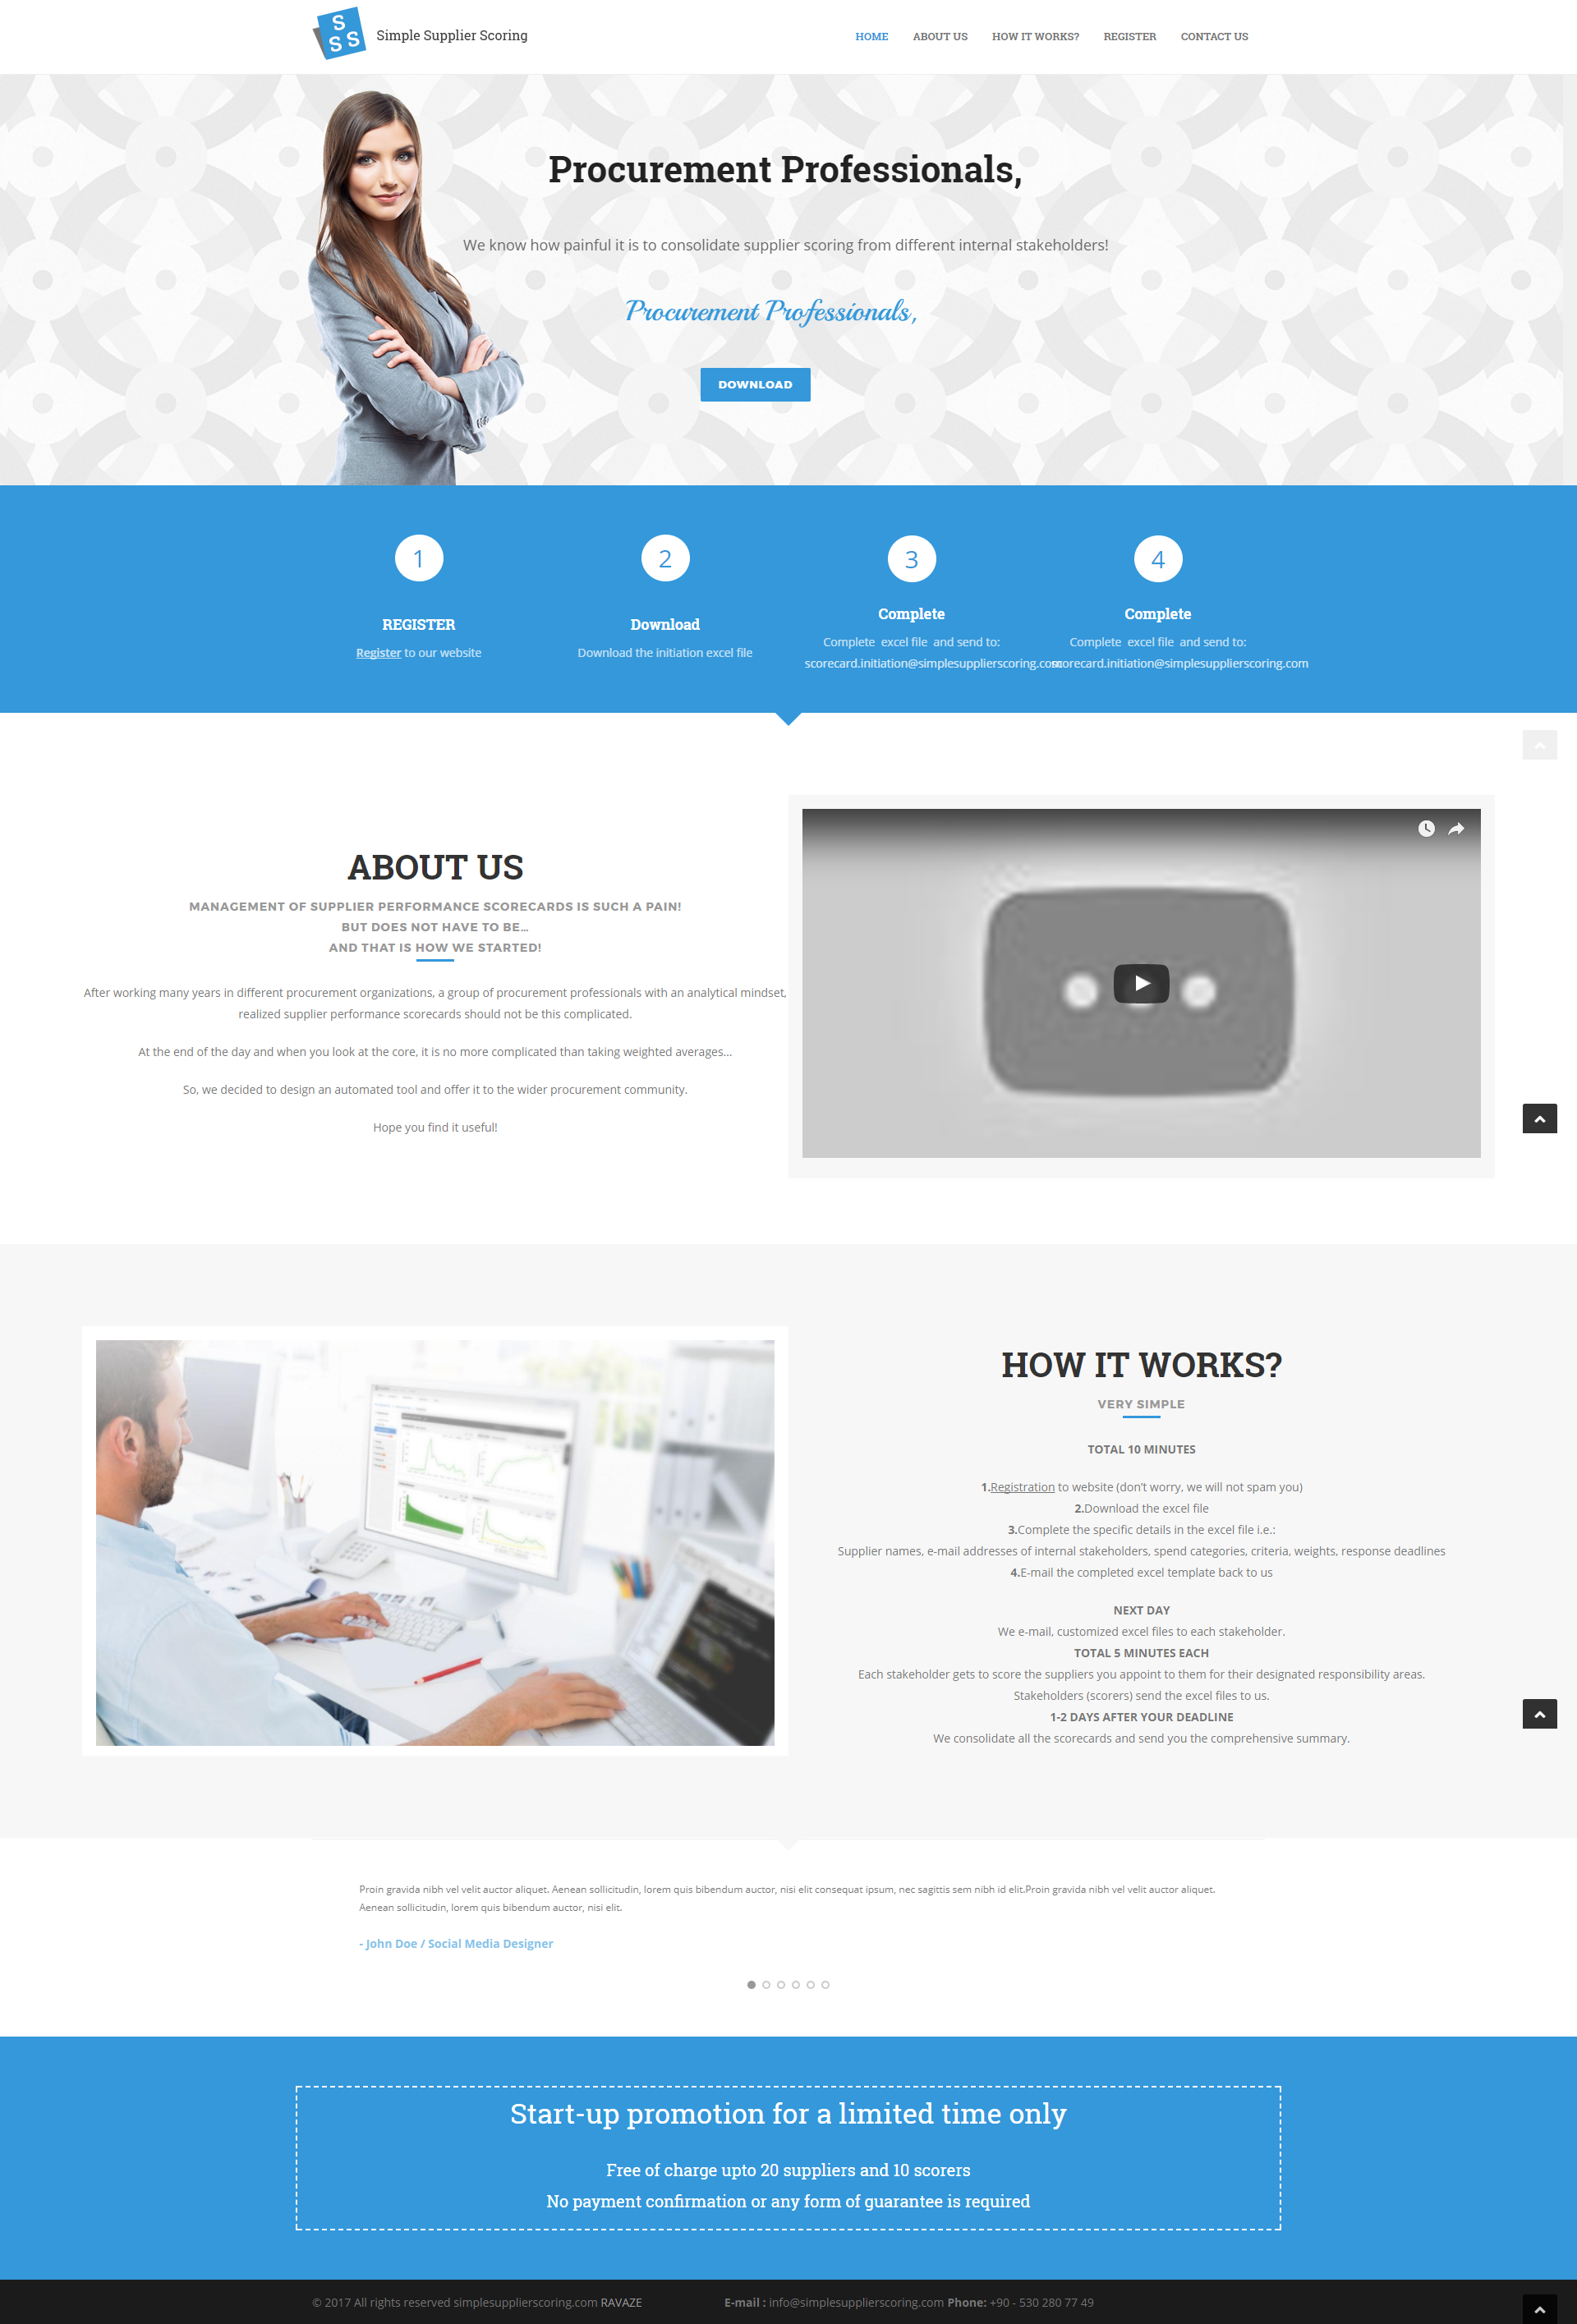 S
S S
Simple Supplier Scoring
HOME ABOUT US HOW IT WORKS? REGISTER CONTACT US
Procurement Professionals,
We know how painful it is to consolidate supplier scoring from different internal stakeholders!
Procurement Professionals,
DOWNLOAD
1
REGISTER
Register to our website
2
Download
Download the initiation excel file
3
Complete
Complete excel file and send to:
scorecard.initiation@simplesupplierscoring.com
4
Complete
Complete excel file and send to:
scorecard.initiation@simplesupplierscoring.com
ABOUT US
MANAGEMENT OF SUPPLIER PERFORMANCE SCORECARDS IS SUCH A PAIN!
BUT DOES NOT HAVE TO BE...
AND THAT IS HOW WE STARTED!
After working many years in different procurement organizations, a group of procurement professionals with an analytical mindset,
realized supplier performance scorecards should not be this complicated.
At the end of the day and when you look at the core, it is no more complicated than taking weighted averages...
So, we decided to design an automated tool and offer it to the wider procurement community.
Hope you find it useful!
HOW IT WORKS?
VERY SIMPLE
TOTAL 10 MINUTES
1.Registration to website (don't worry, we will not spam you)
2.Download the excel file
3.Complete the specific details in the excel file i.e.:
Supplier names, e-mail addresses of internal stakeholders, spend categories, criteria, weights, response deadlines
4.E-mail the completed excel template back to us
NEXT DAY
We e-mail, customized excel files to each stakeholder.
TOTAL 5 MINUTES EACH
Each stakeholder gets to score the suppliers you appoint to them for their designated responsibility areas.
Stakeholders (scorers) send the excel files to us.
1-2 DAYS AFTER YOUR DEADLINE
We consolidate all the scorecards and send you the comprehensive summary.
Proin gravida nibh vel velit auctor aliquet. Aenean sollicitudin, lorem quis bibendum auctor, nisi elit consequat ipsum, nec sagittis sem nibh id elit.Proin gravida nibh vel velit auctor aliquet.
Aenean sollicitudin, lorem quis bibendum auctor, nisi elit.
- John Doe / Social Media Designer
Start-up promotion for a limited time only
Free of charge upto 20 suppliers and 10 scorers
No payment confirmation or any form of guarantee is required
© 2017 All rights reserved simplesupplierscoring.com RAVAZE
E-mail : info@simplesupplierscoring.com Phone: +90 - 530 280 77 49